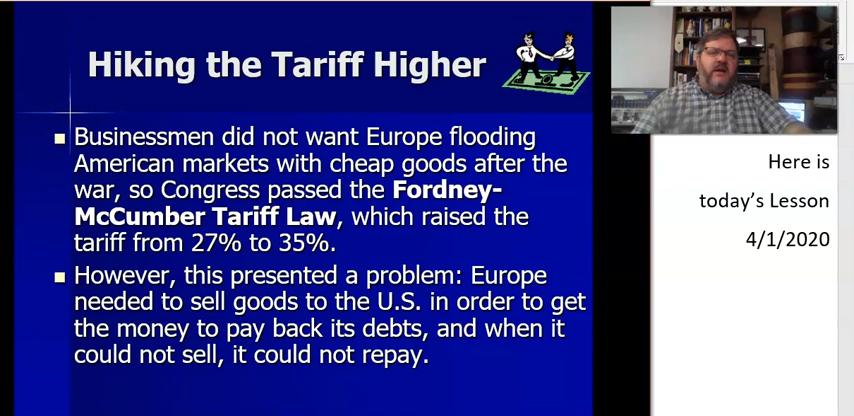 Hiking the Tariff Higher
Businessmen did not want Europe flooding
American markets with cheap goods after the
war, so Congress passed the Fordney-
McCumber Tariff Law, which raised the
tariff from 27% to 35%.
However, this presented a problem: Europe
needed to sell goods to the U.S. in order to get
the money to pay back its debts, and when it
could not sell, it could not repay.
Here is
today's Lesson
4/1/2020